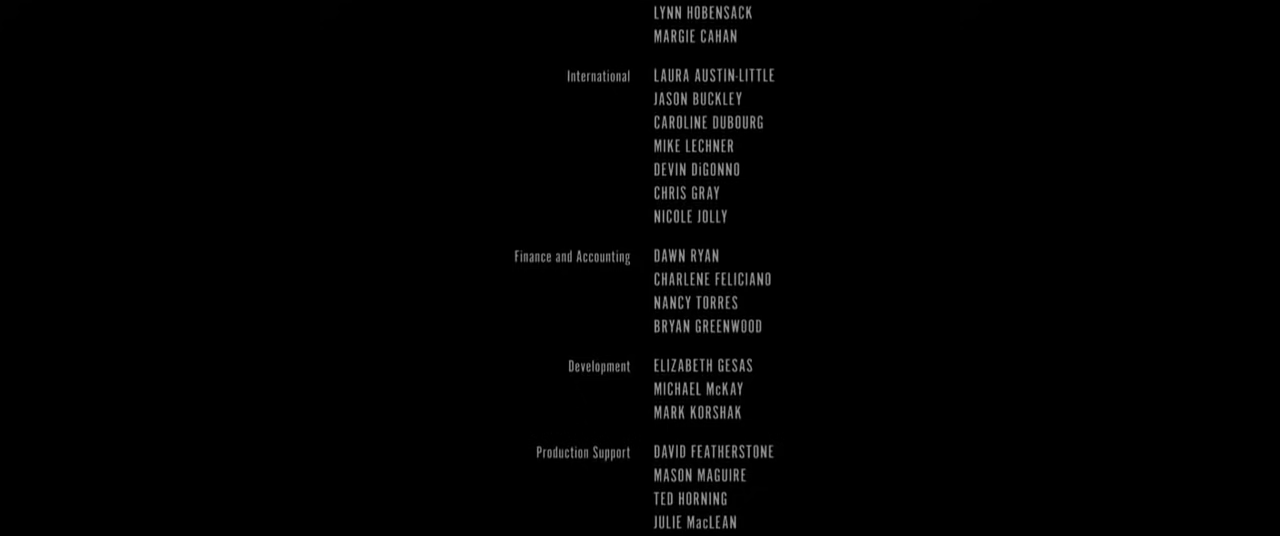 LYNN HOBENSACK
MARGIE CAHAN
International LAURA AUSTIN-LITTLE
JASON BUCKLEY
CAROLINE DUBOURG
MIKE LECHNER
DEVIN DiGONNO
CHRIS GRAY
NICOLE JOLLY
Finance and Accounting DAWN RYAN
CHARLENE FELICIANO
NANCY TORRES
BRYAN GREENWOOD
Development ELIZABETH GESAS
MICHAEL McKAY
MARK KORSHAK
Production Support DAVID FEATHERSTONE
MASON MAGUIRE
TED HORNING
JULIE MacLEAN